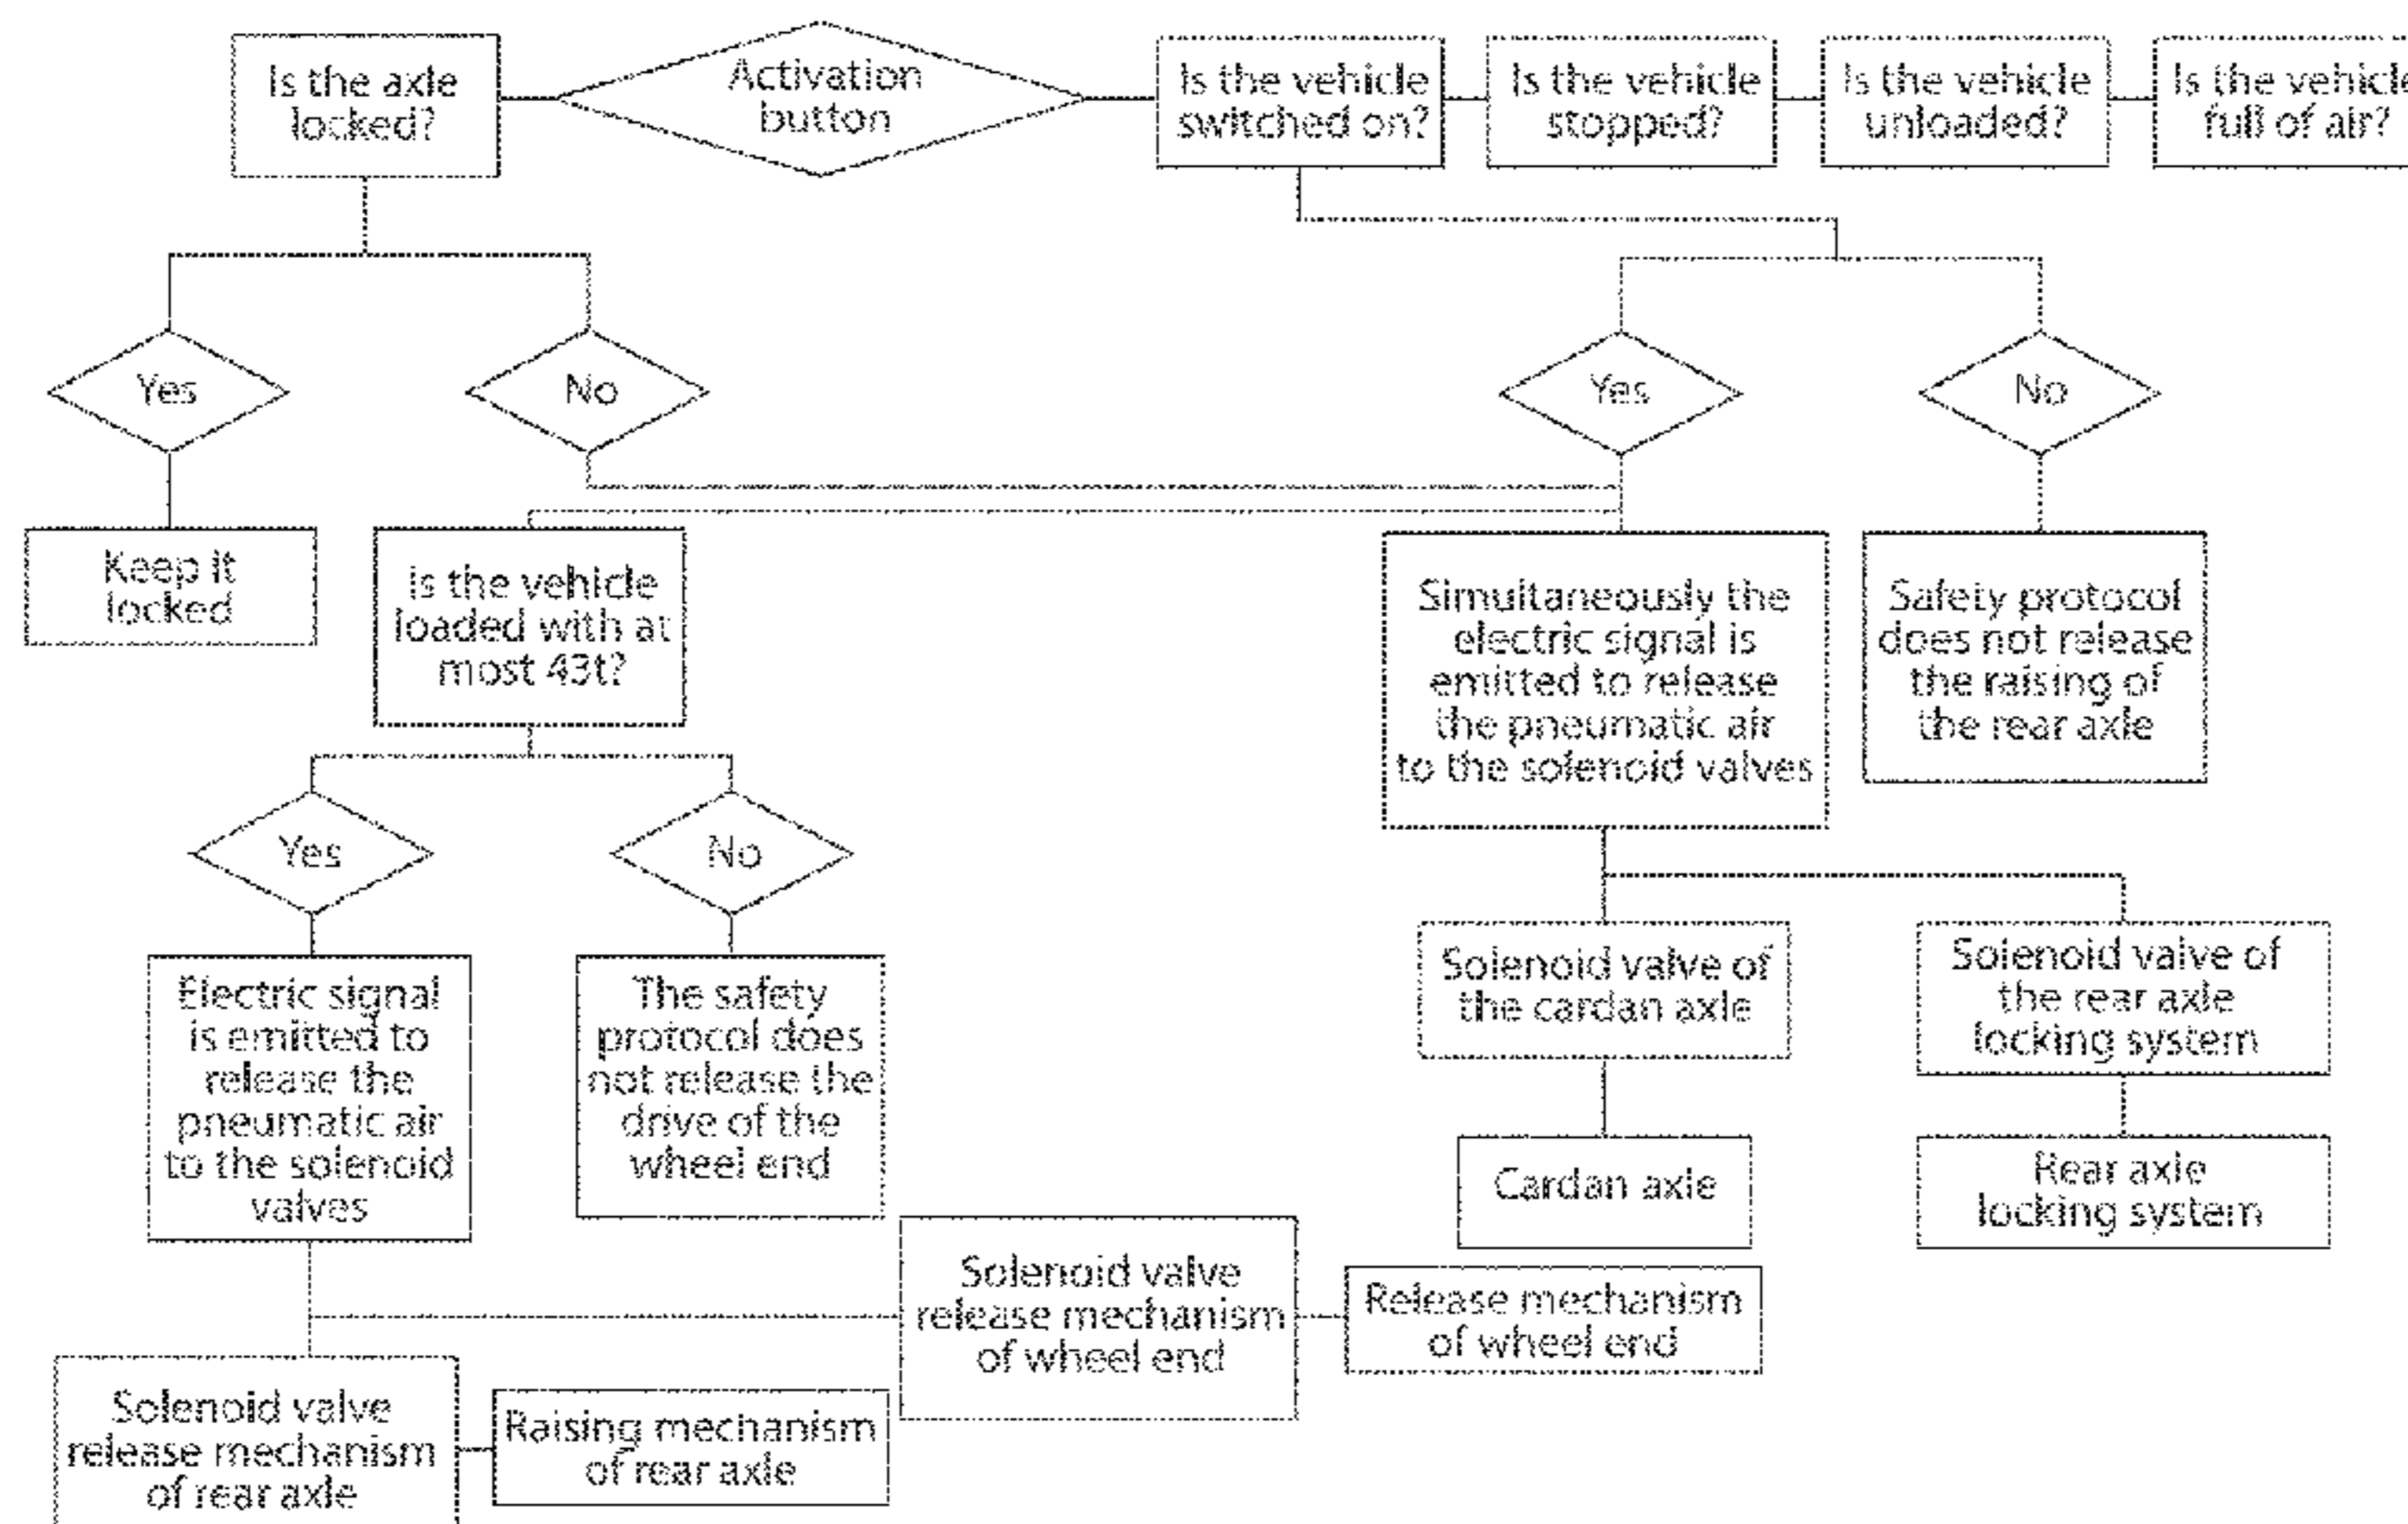 Is the axle
locked?
Activation
button
Is the vehicle
switched on?
Is the vehicle
stopped?
Is the vehicle
unloaded?
Is the vehicle
full of air?
Yes
No
Yes
No
Keep it
locked
is the vehicle
loaded with at
most 43t?
Simultaneously the
electric signal is
emitted to release
the pneumatic air
to the solenoid valves
Safety protocol
does not release
the raising of
the rear axle
Yes
No
Electric signal
is emitted to
release the
pneumatic air
to the solenoid
valves
The safety
protocol does
not release the
drive of the
wheel end
Solenoid valve of
the cardan axle
Solenoid valve of
the rear axle
locking system
Cardan axle
Rear axle
locking system
Solenoid valve
release mechanism
of wheel end
Release mechanism
of wheel end
Solenoid valve
release mechanism
of rear axle
Raising mechanism
of rear axle